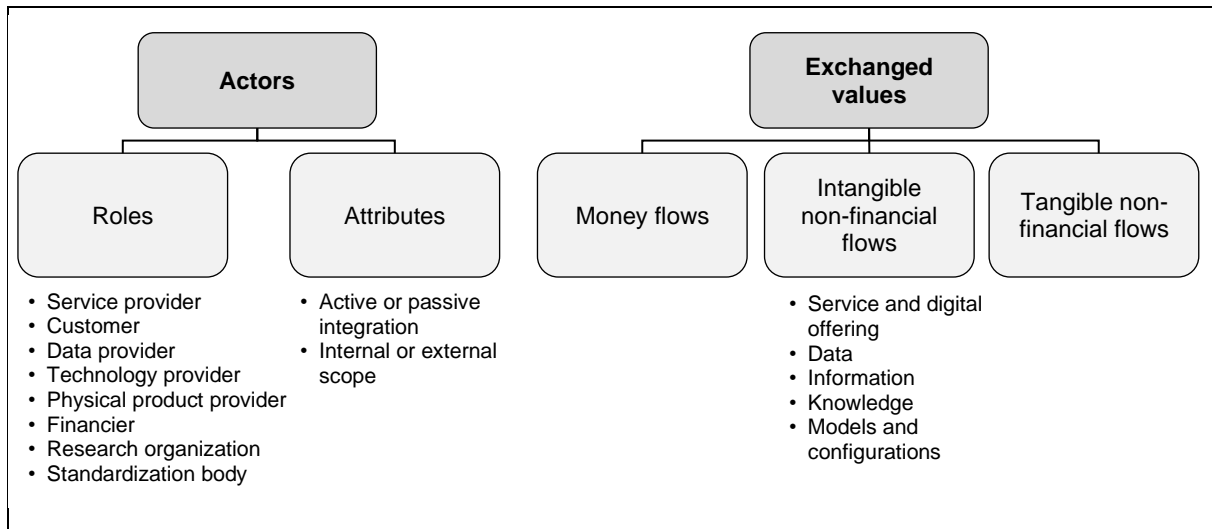 Actors
Roles
• Service provider
• Customer
• Data provider
• Technology provider
• Physical product provider
• Financier
• Research organization
• Standardization body
Attributes
• Active or passive
integration
• Internal or external
scope
Exchanged
values
Money flows
Intangible
non-financial
flows
• Service and digital
offering
• Data
• Information
• Knowledge
• Models and
configurations
Tangible non-
financial flows